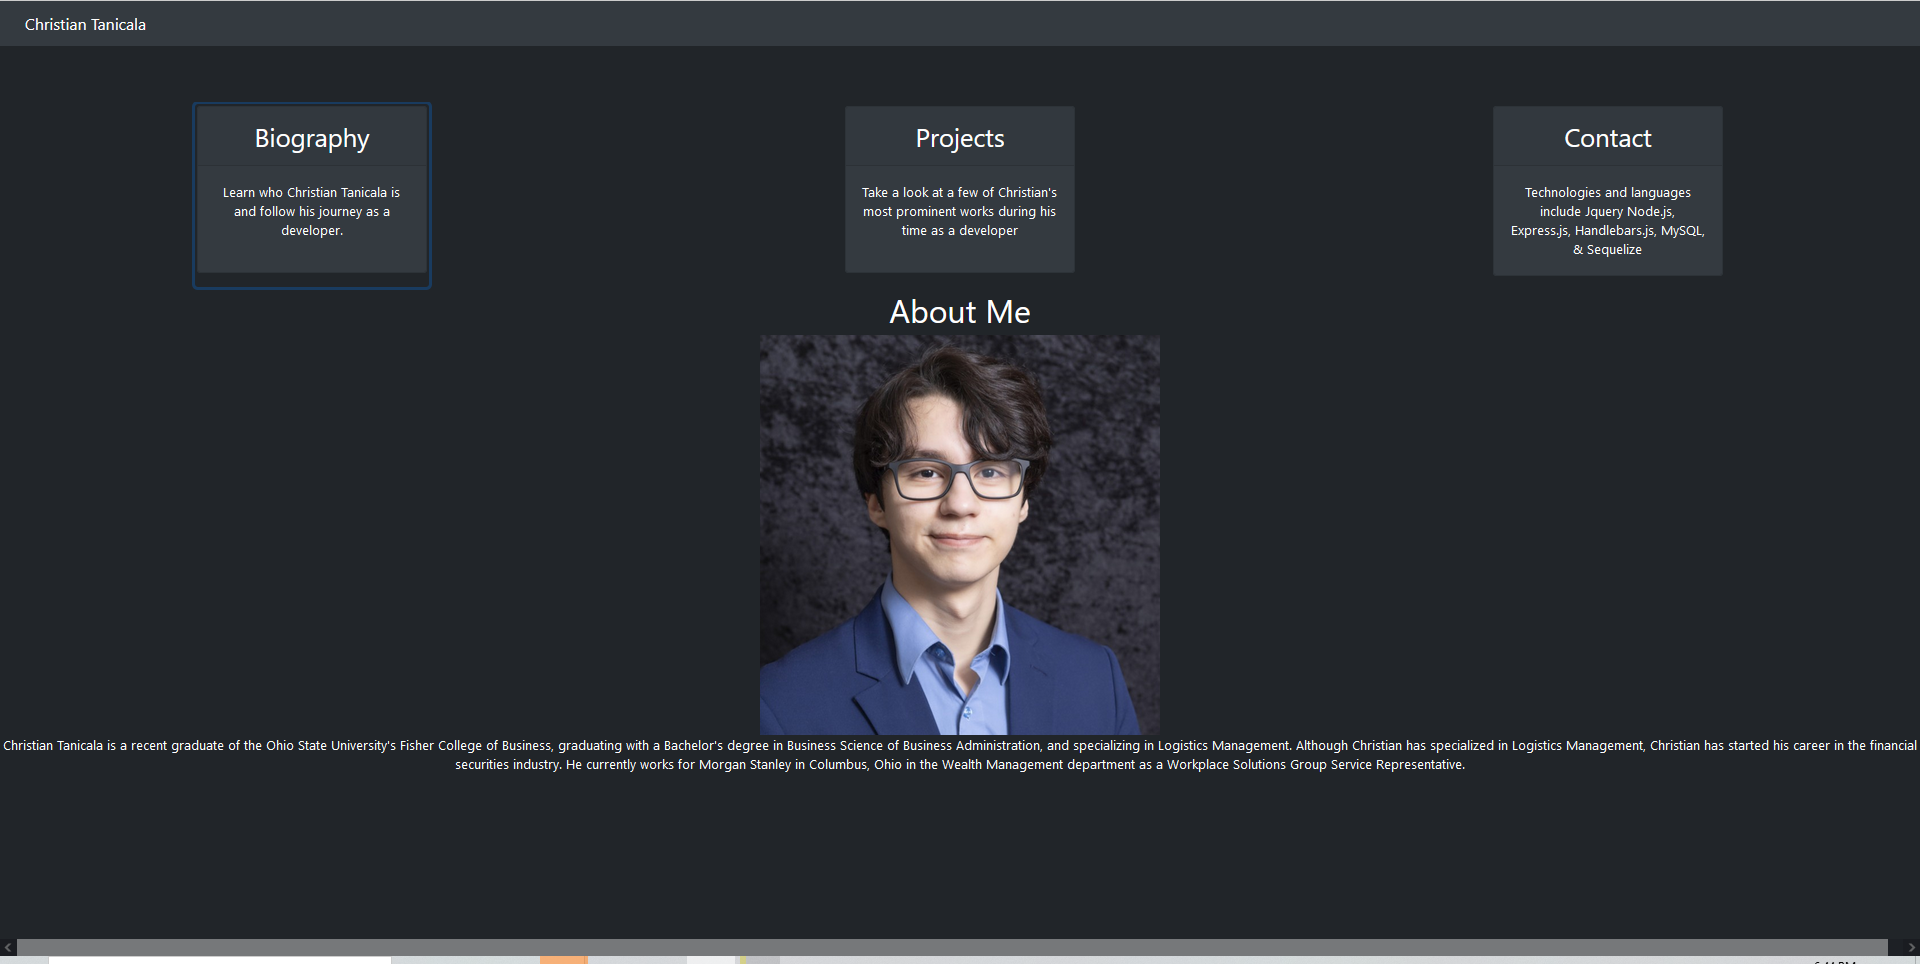 Christian Tanicala
Biography
Learn who Christian Tanicala is
and follow his journey as a
developer.
Projects
Take a look at a few of Christian's
most prominent works during his
time as a developer
Contact
Technologies and languages
include Jquery Node.js,
Express.js, Handlebars.js, MySQL,
& Sequelize
About Me
Christian Tanicala is a recent graduate of the Ohio State University's Fisher College of Business, graduating with a Bachelor's degree in Business Science of Business Administration, and specializing in Logistics Management. Although Christian has specialized in Logistics Management, Christian has started his career in the financial
securities industry. He currently works for Morgan Stanley in Columbus, Ohio in the Wealth Management department as a Workplace Solutions Group Service Representative.